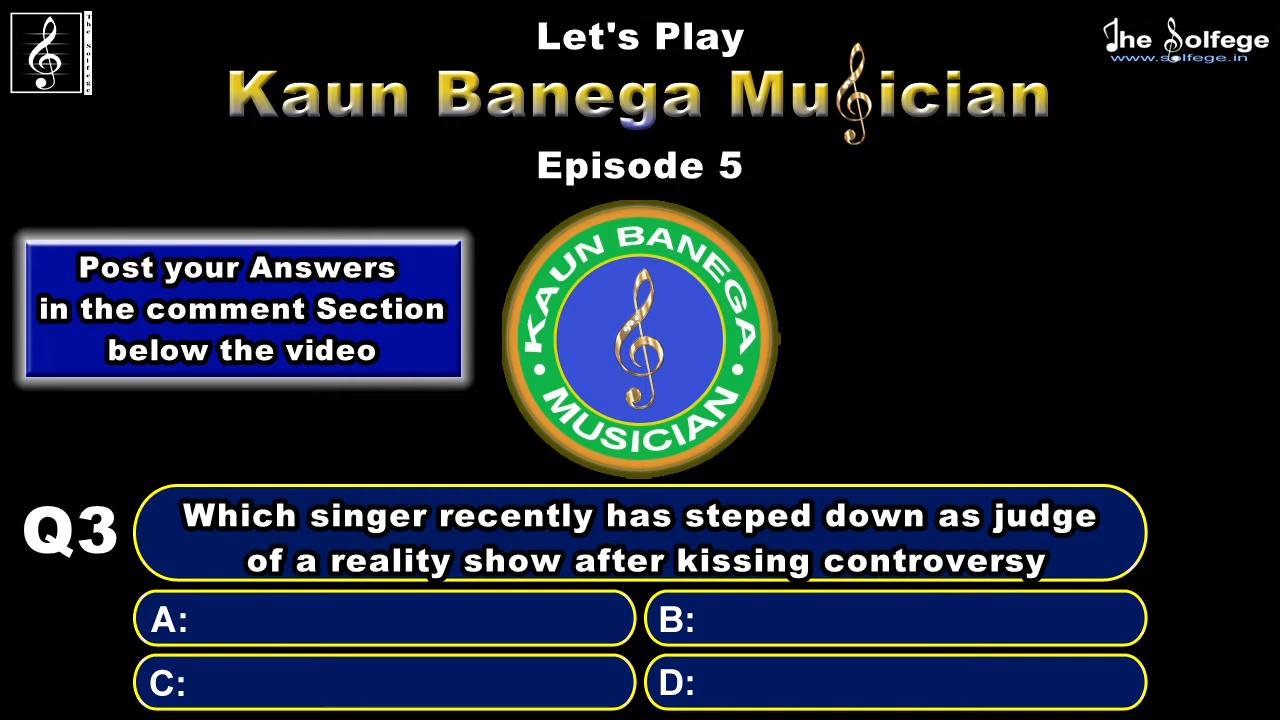 The Solfege
The Solfege
www.solfege.in
Let's Play
Kaun Banega Musician
Episode 5
Post your Answers
in the comment Section
below the video
KAUN BANEGA
• MUSICIAN •
Q3
Which singer recently has steped down as judge
of a reality show after kissing controversy
A:
B:
C:
D: